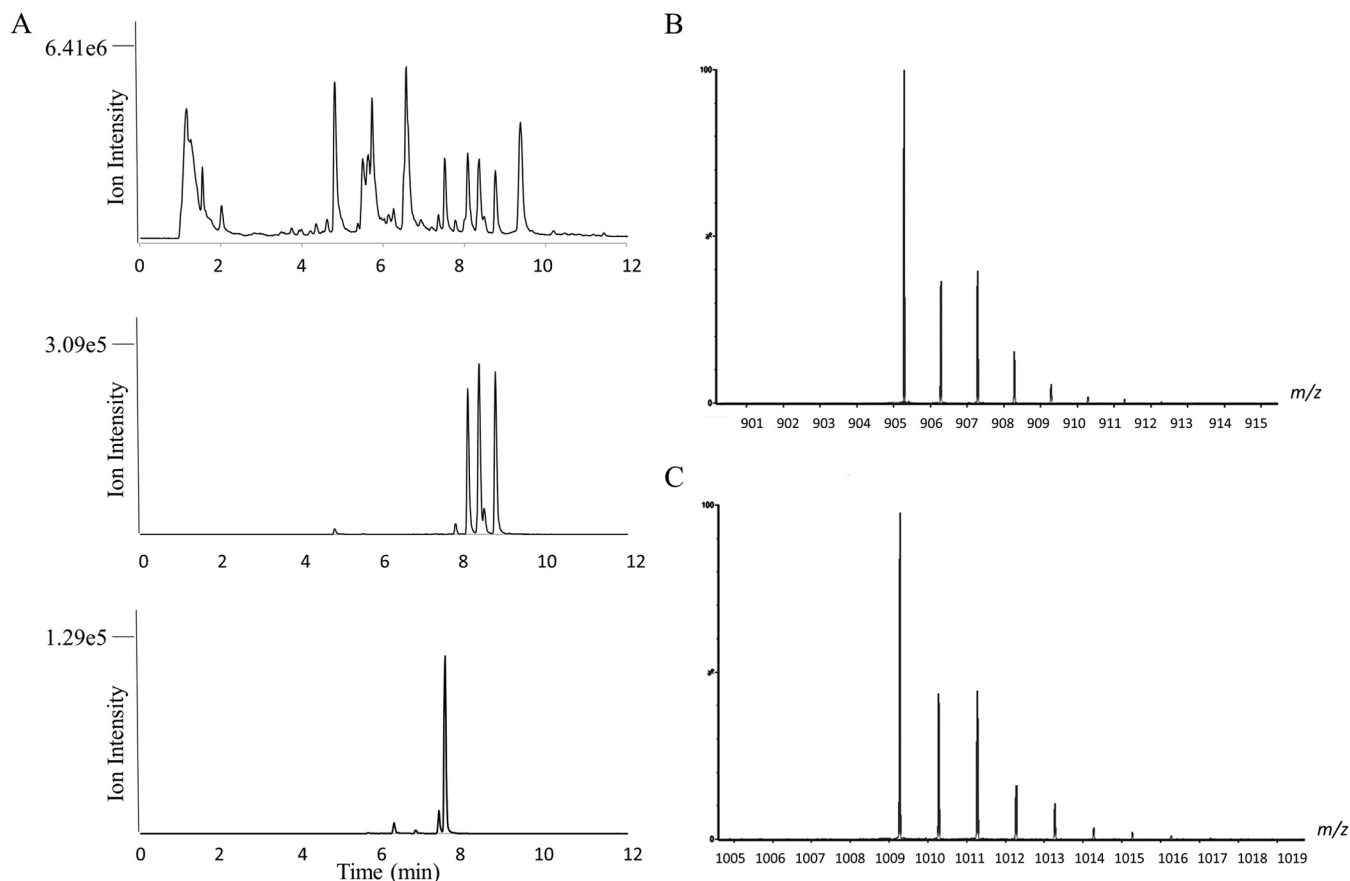 A
6.41e6
Ion Intensity
0 2 4 6 8 10 12
3.09e5
Ion Intensity
0 2 4 6 8 10 12
1.29e5
Ion Intensity
0 2 4 6 8 10 12
Time (min)
B
100
0
m/z
901 902 903 904 905 906 907 908 909 910 911 912 913 914 915
C
100
0
m/z
1005 1006 1007 1008 1009 1010 1011 1012 1013 1014 1015 1016 1017 1018 1019